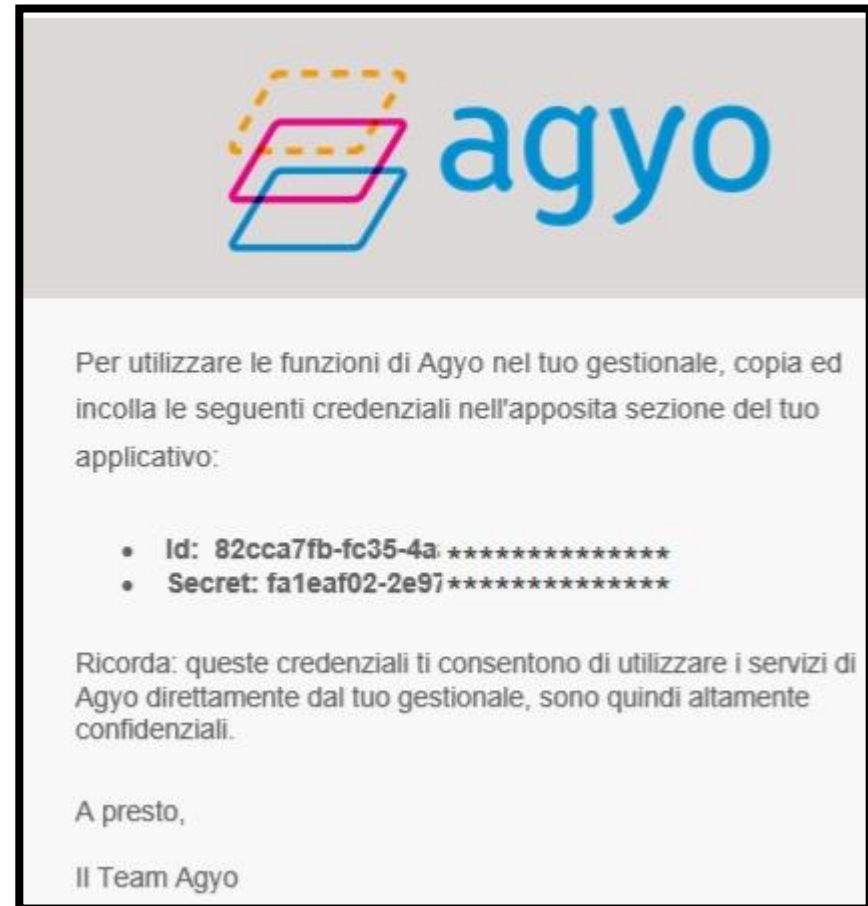 agyo
Per utilizzare le funzioni di Agyo nel tuo gestionale, copia ed
incolla le seguenti credenziali nell'apposita sezione del tuo
applicativo:
• Id: 82cca7fb-fc35-4a**************
• Secret: fa1eaf02-2e97**************
Ricorda: queste credenziali ti consentono di utilizzare i servizi di
Agyo direttamente dal tuo gestionale, sono quindi altamente
confidenziali.
A presto,
Il Team Agyo